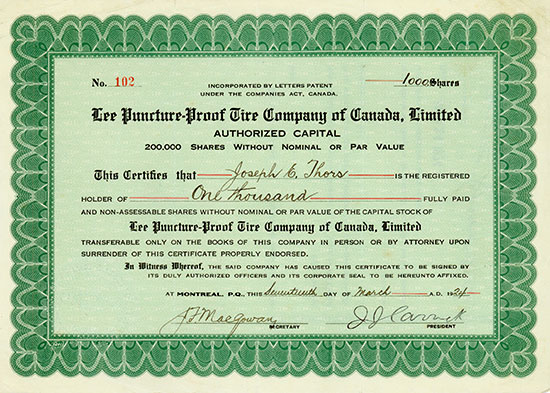 No. 102
INCORPORATED BY LETTERS PATENT
UNDER THE COMPANIES ACT, CANADA.
1000 Shares
Lee Puncture-Proof Tire Company of Canada, Limited
AUTHORIZED CAPITAL
200,000 SHARES WITHOUT NOMINAL OR PAR VALUE
This Certifies that Joseph C. Thors IS THE REGISTERED
HOLDER OF One thousand FULLY PAID
AND NON-ASSESSABLE SHARES WITHOUT NOMINAL OR PAR VALUE OF THE CAPITAL STOCK OF
Lee Puncture-Proof Tire Company of Canada, Limited
TRANSFERABLE ONLY ON THE BOOKS OF THIS COMPANY IN PERSON OR BY ATTORNEY UPON
SURRENDER OF THIS CERTIFICATE PROPERLY ENDORSED.
In Witness Whereof, THE SAID COMPANY HAS CAUSED THIS CERTIFICATE TO BE SIGNED BY
ITS DULY AUTHORIZED OFFICERS AND ITS CORPORATE SEAL TO BE HEREUNTO AFFIXED.
AT MONTREAL, P.Q., THIS Seventeenth DAY OF March A.D. 1924
MacGowan
SECRETARY
PRESIDENT